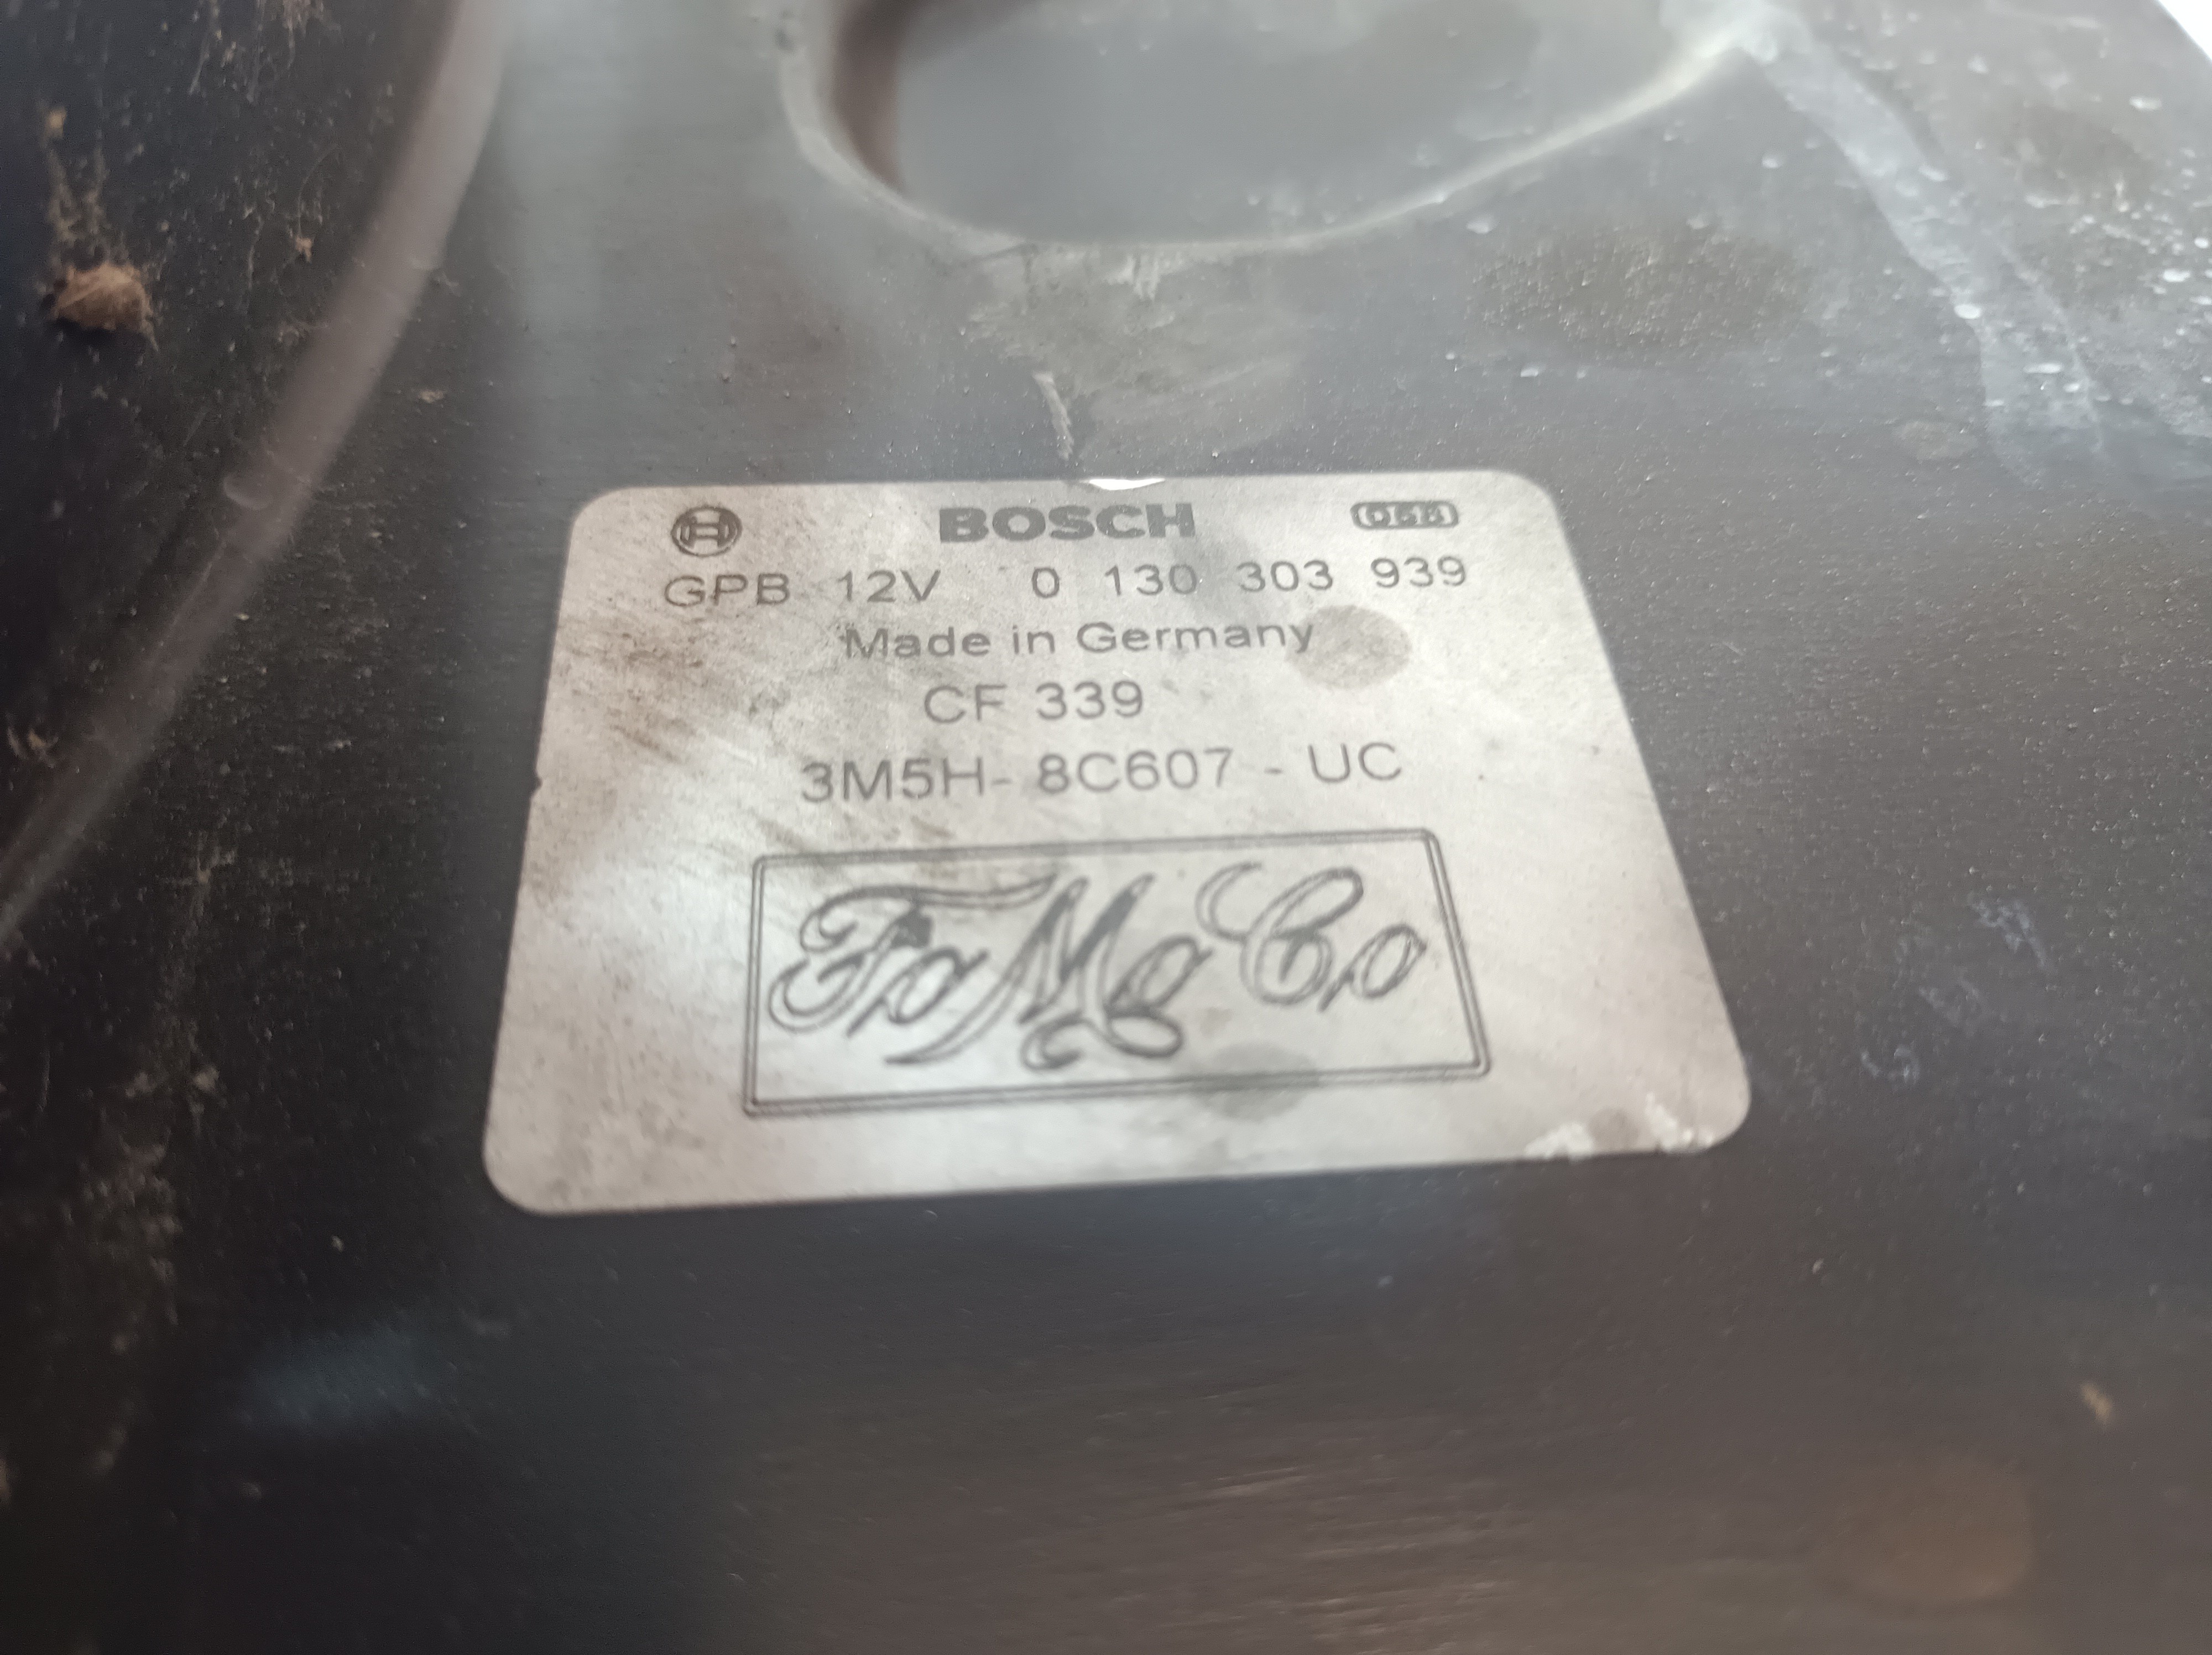 BOSCH
GPB 12V 0 130 303 939
Made in Germany
CF 339
3M5H- 8C607 - UC
FoMoCo